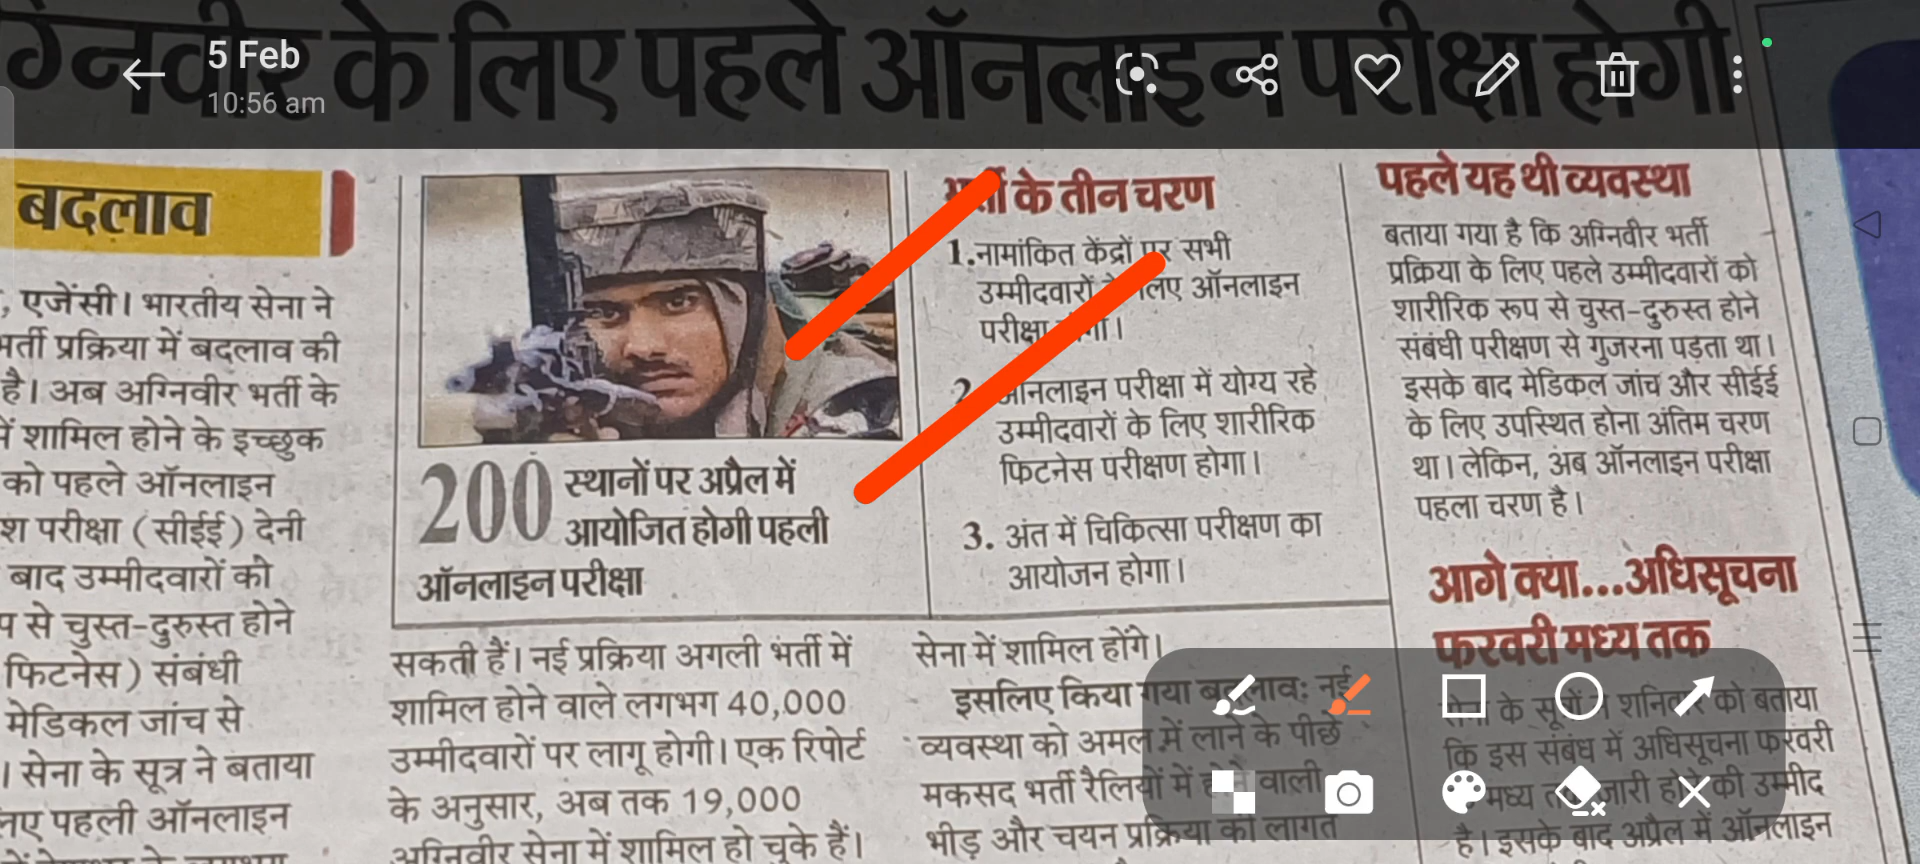 ग्निवीर के लिए पहले ऑनलाइन परीक्षा होगी
5 Feb
10:56 am
बदलाव
, एजेंसी। भारतीय सेना ने
भर्ती प्रक्रिया में बदलाव की
है। अब अग्निवीर भर्ती के
में शामिल होने के इच्छुक
को पहले ऑनलाइन
श परीक्षा (सीईई) देनी
बाद उम्मीदवारों को
प से चुस्त-दुरुस्त होने
फिटनेस) संबंधी
मेडिकल जांच से
। सेना के सूत्र ने बताया
लिए पहली ऑनलाइन
200 स्थानों पर अप्रैल में
आयोजित होगी पहली
ऑनलाइन परीक्षा
सकती हैं। नई प्रक्रिया अगली भर्ती में
शामिल होने वाले लगभग 40,000
उम्मीदवारों पर लागू होगी। एक रिपोर्ट
के अनुसार, अब तक 19,000
अग्निवीर सेना में शामिल हो चुके हैं।
के तीन चरण
1. नामांकित केंद्रों पर सभी
उम्मीदवारों लिए ऑनलाइन
परीक्षा
2. ऑनलाइन परीक्षा में योग्य रहे
उम्मीदवारों के लिए शारीरिक
फिटनेस परीक्षण होगा।
3. अंत में चिकित्सा परीक्षण का
आयोजन होगा।
सेना में शामिल होंगे।
इसलिए किया गया बदलाव: नई
व्यवस्था को अमल में लाने के पीछे
मकसद भर्ती रैलियों में होने वाली
भीड़ और चयन प्रक्रिया की लागत
पहले यह थी व्यवस्था
बताया गया है कि अग्निवीर भर्ती
प्रक्रिया के लिए पहले उम्मीदवारों को
शारीरिक रूप से चुस्त-दुरुस्त होने
संबंधी परीक्षण से गुजरना पड़ता था।
इसके बाद मेडिकल जांच और सीईई
के लिए उपस्थित होना अंतिम चरण
था। लेकिन, अब ऑनलाइन परीक्षा
पहला चरण है।
आगे क्या...अधिसूचना
फरवरी मध्य तक
के सूत्रों ने शनिवार को बताया
कि इस संबंध में अधिसूचना फरवरी
मध्य तक जारी होने की उम्मीद
है। इसके बाद अप्रैल में ऑनलाइन